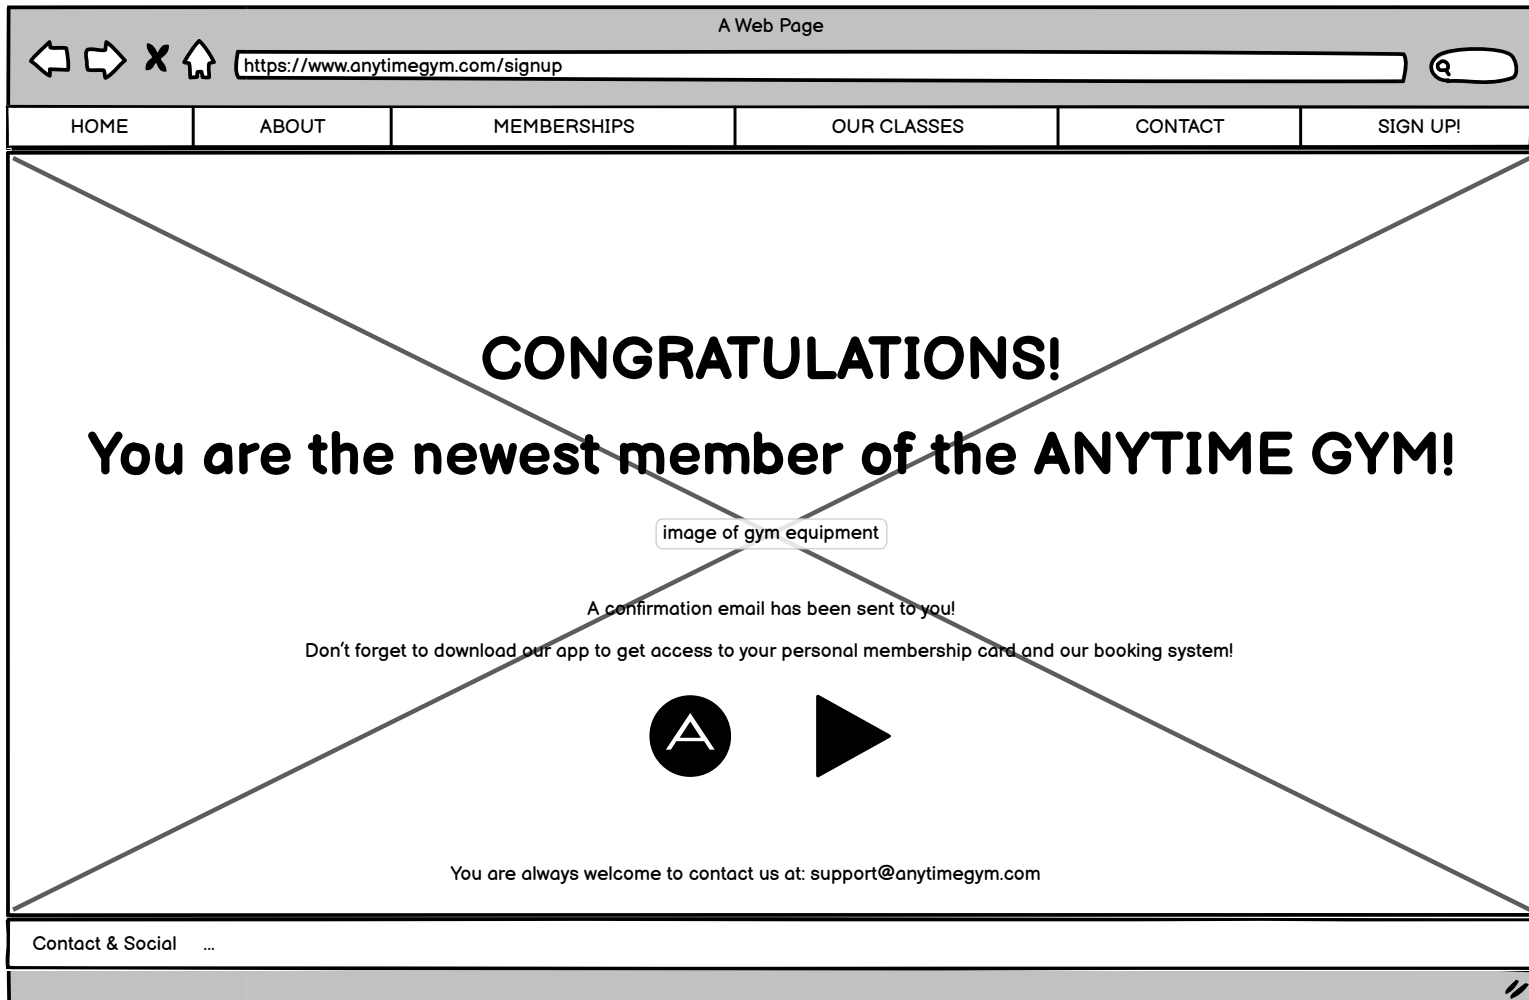 A Web Page
https://www.anytimegym.com/signup
HOME ABOUT MEMBERSHIPS OUR CLASSES CONTACT SIGN UP!
CONGRATULATIONS!
You are the newest member of the ANYTIME GYM!
image of gym equipment
A confirmation email has been sent to you!
Don't forget to download our app to get access to your personal membership card and our booking system!
A
You are always welcome to contact us at: support@anytimegym.com
Contact & Social ...